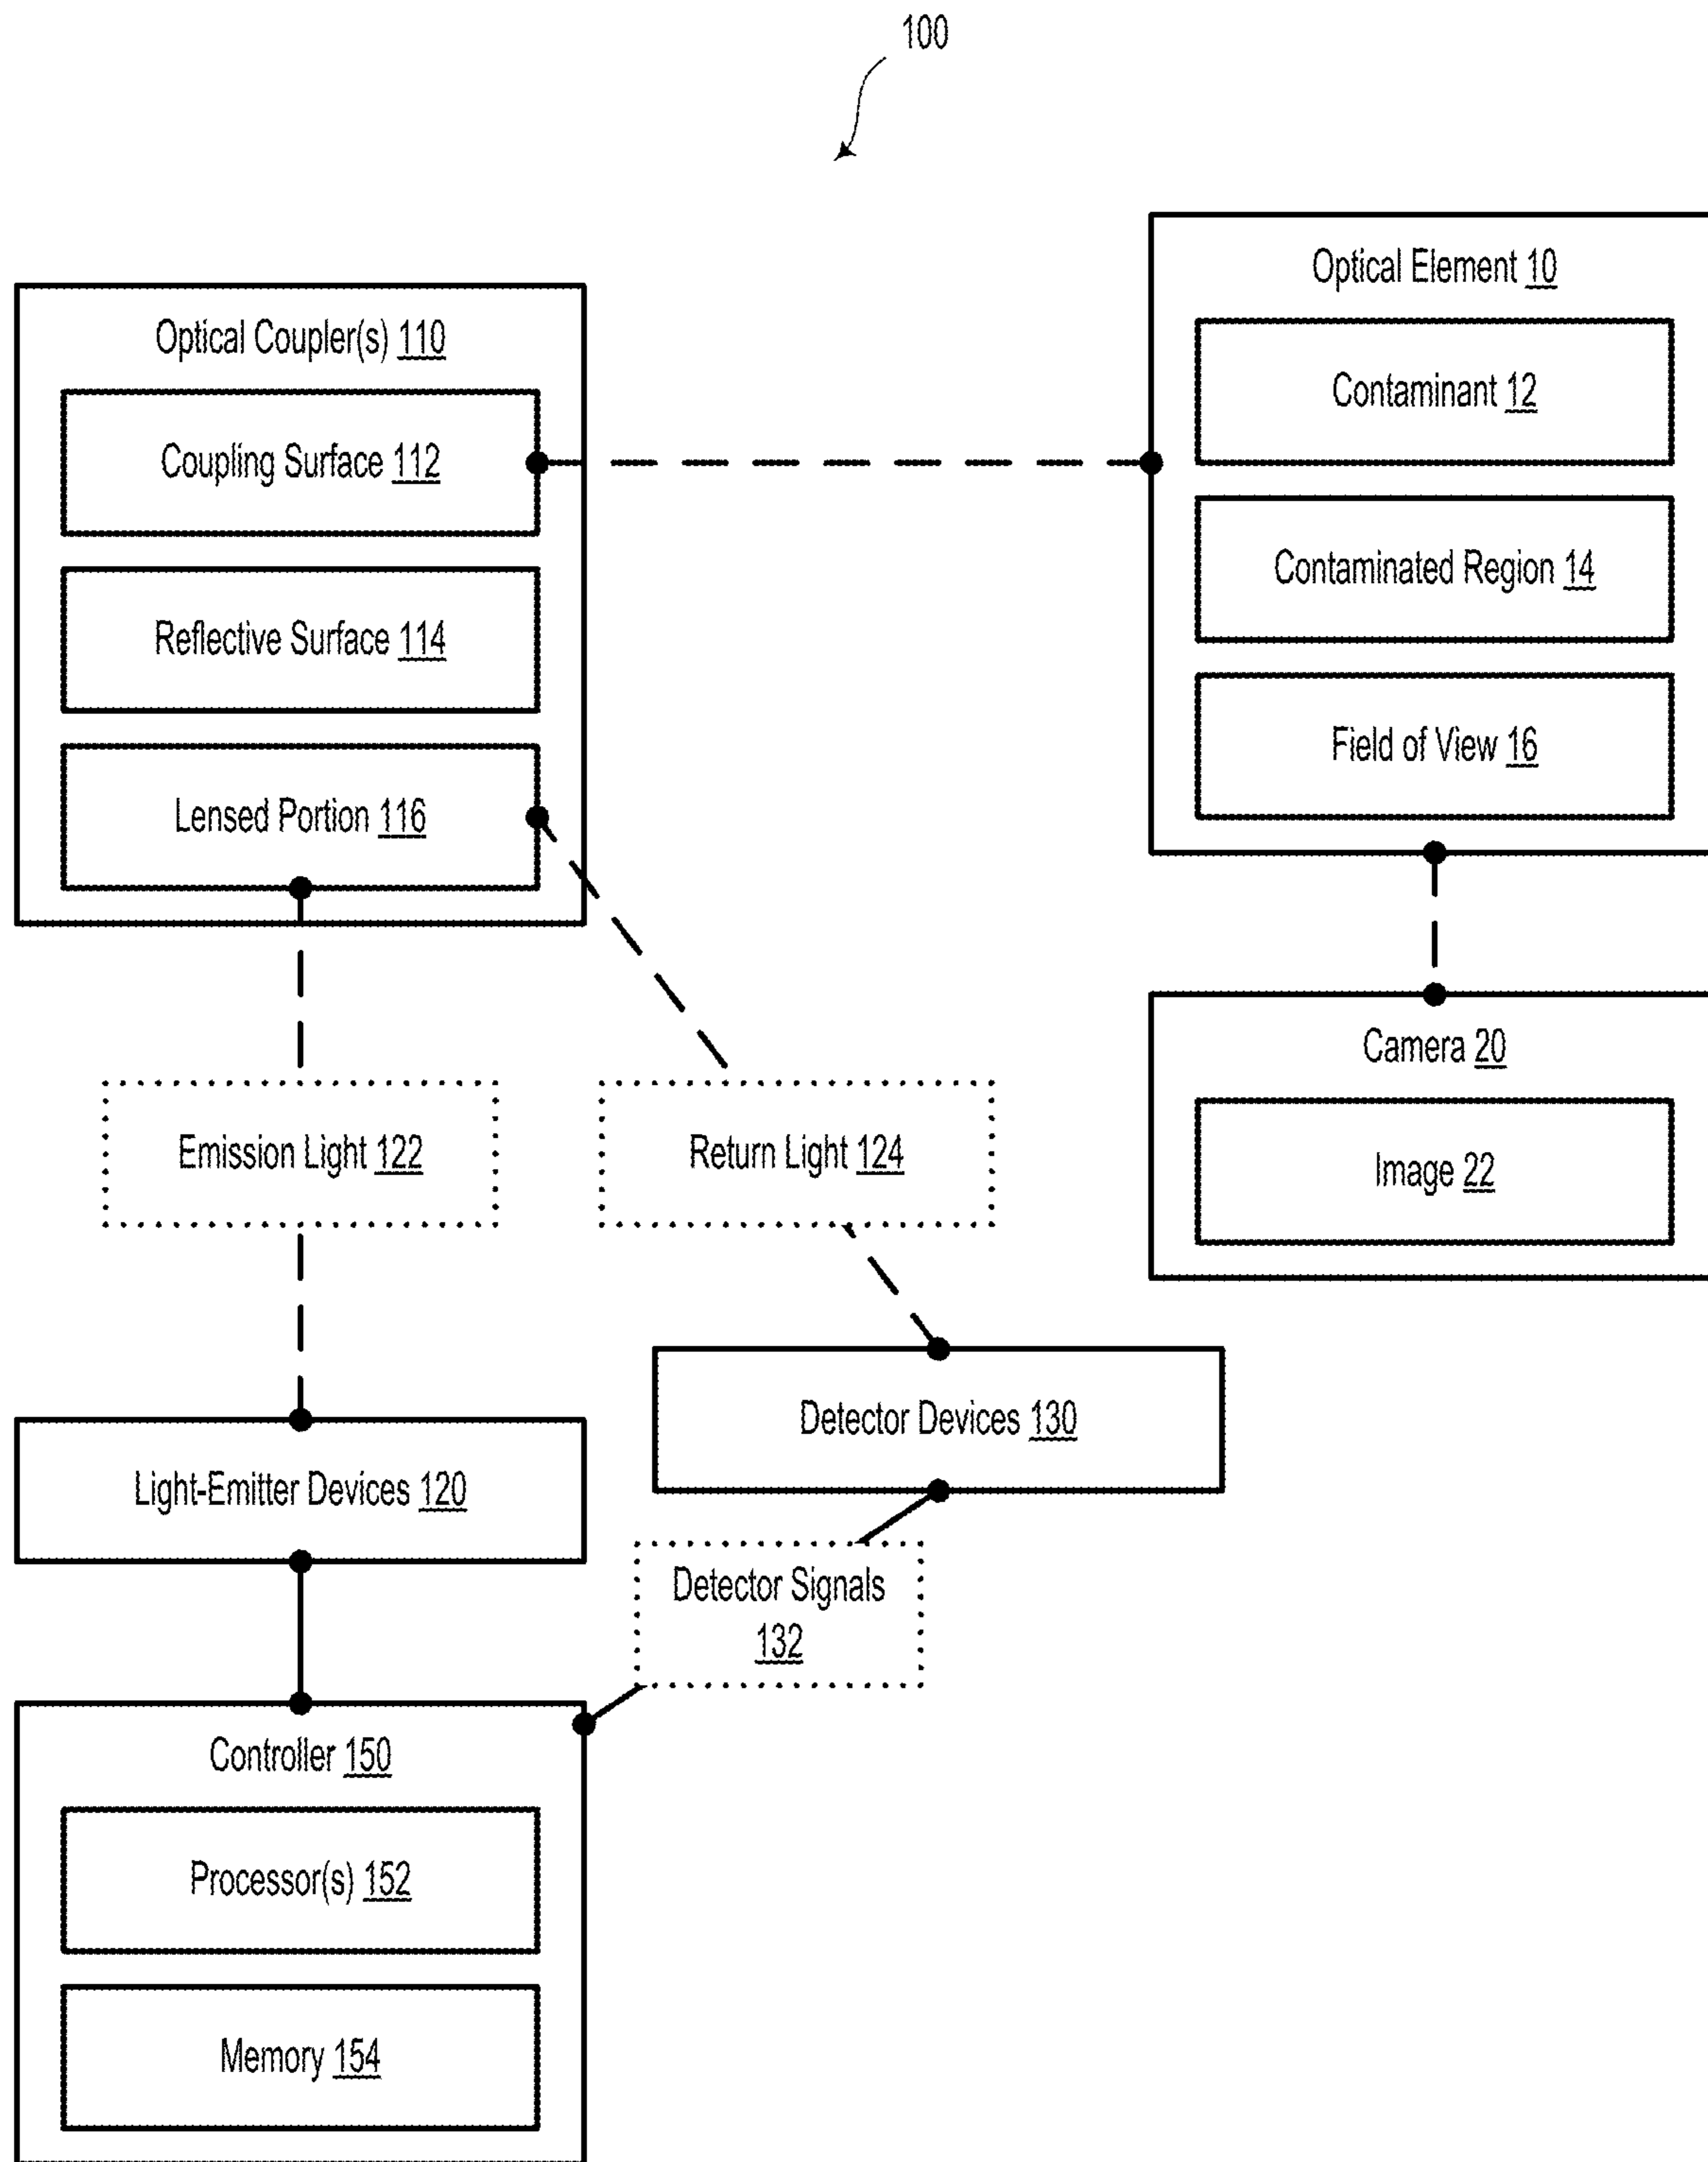 100
Optical Coupler(s) 110
Coupling Surface 112
Reflective Surface 114
Lensed Portion 116
Optical Element 10
Contaminant 12
Contaminated Region 14
Field of View 16
Emission Light 122
Return Light 124
Camera 20
Image 22
Light-Emitter Devices 120
Detector Devices 130
Detector Signals
132
Controller 150
Processor(s) 152
Memory 154